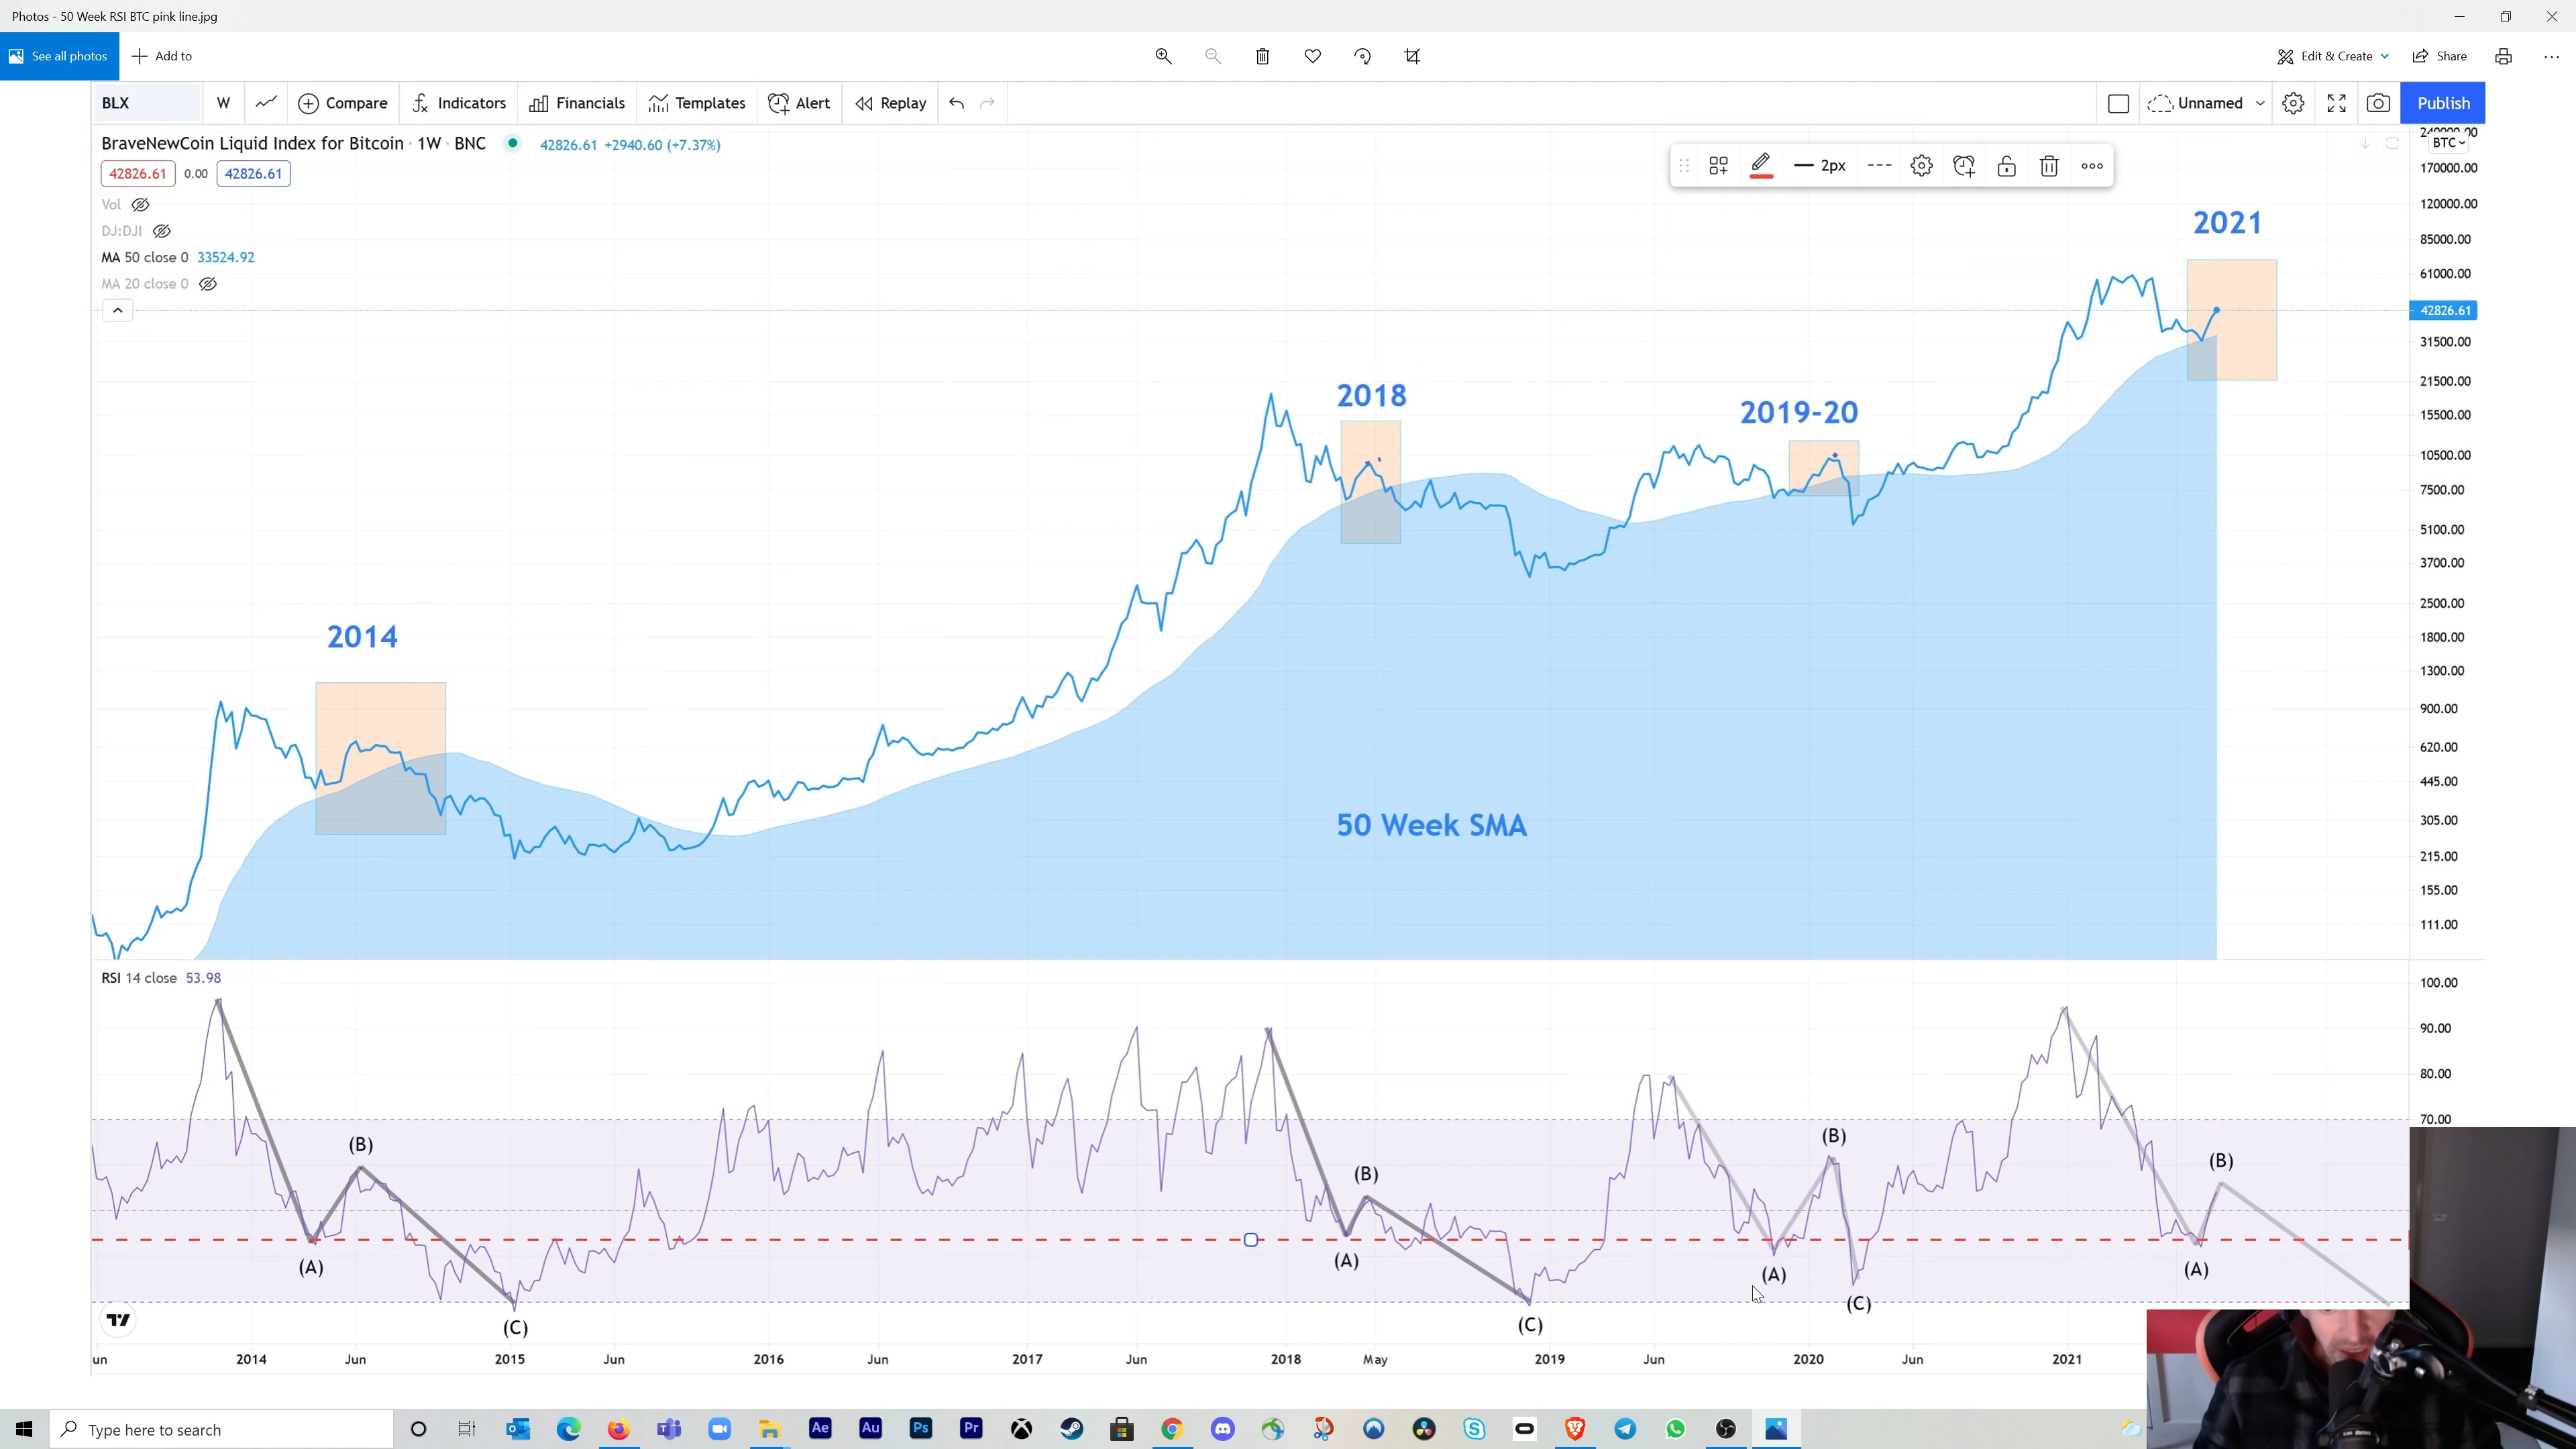 Photos - 50 Week RSI BTC pink line.jpg
See all photos
Add to
Edit & Create
Share
BLX
W
Compare
Indicators
Financials
Templates
Alert
Replay
Unnamed
Publish
BraveNewCoin Liquid Index for Bitcoin · 1W · BNC
42826.61 +2940.60 (+7.37%)
42826.61 0.00 42826.61
Vol
DJ:DJI
MA 50 close 0 33524.92
MA 20 close 0
2px
BTC
170000.00
120000.00
85000.00
61000.00
42826.61
31500.00
21500.00
15500.00
10500.00
7500.00
5100.00
3700.00
2500.00
1800.00
1300.00
900.00
620.00
445.00
305.00
215.00
155.00
111.00
2021
2018
2019-20
2014
50 Week SMA
RSI 14 close 53.98
100.00
90.00
80.00
70.00
(B)
(B)
(B)
(B)
(A)
(A)
(A)
(A)
(C)
(C)
(C)
un
2014
Jun
2015
Jun
2016
Jun
2017
Jun
2018
May
2019
Jun
2020
Jun
2021
Type here to search
Ae
Au
Ps
Pr